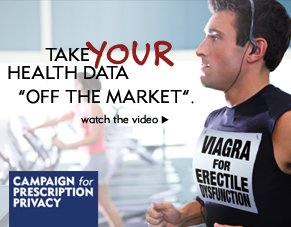 TAKE YOUR
HEALTH DATA
"OFF THE MARKET".
watch the video
VIAGRA
FOR
ERECTILE
DYSFUNCTION
CAMPAIGN for
PRESCRIPTION
PRIVACY